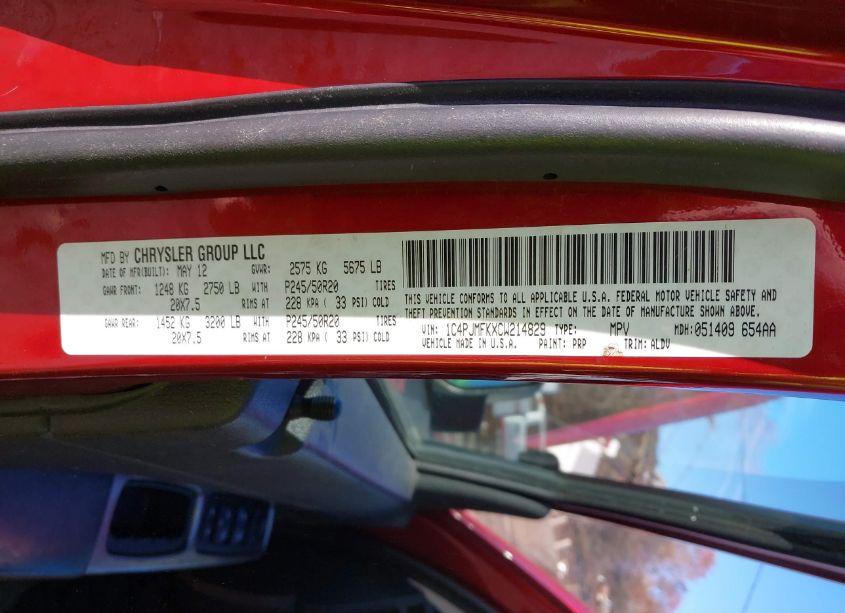 MFD BY CHRYSLER GROUP LLC
DATE OF MFR(BUILT): MAY 12 GVWR: 2575 KG 5675 LB
GAWR FRONT: 1248 KG 2750 LB WITH P245/50R20 TIRES
20X7.5 RIMS AT 228 KPA ( 33 PSI) COLD
GAWR REAR: 1452 KG 3200 LB WITH P245/50R20 TIRES
20X7.5 RIMS AT 228 KPA ( 33 PSI) COLD
THIS VEHICLE CONFORMS TO ALL APPLICABLE U.S.A. FEDERAL MOTOR VEHICLE SAFETY AND
THEFT PREVENTION STANDARDS IN EFFECT ON THE DATE OF MANUFACTURE SHOWN ABOVE.
VIN: 1C4PJMFKXCW214829 TYPE: MPV MDH: 051409 654AA
VEHICLE MADE IN U.S.A. PAINT: PRP TRIM: ALDV